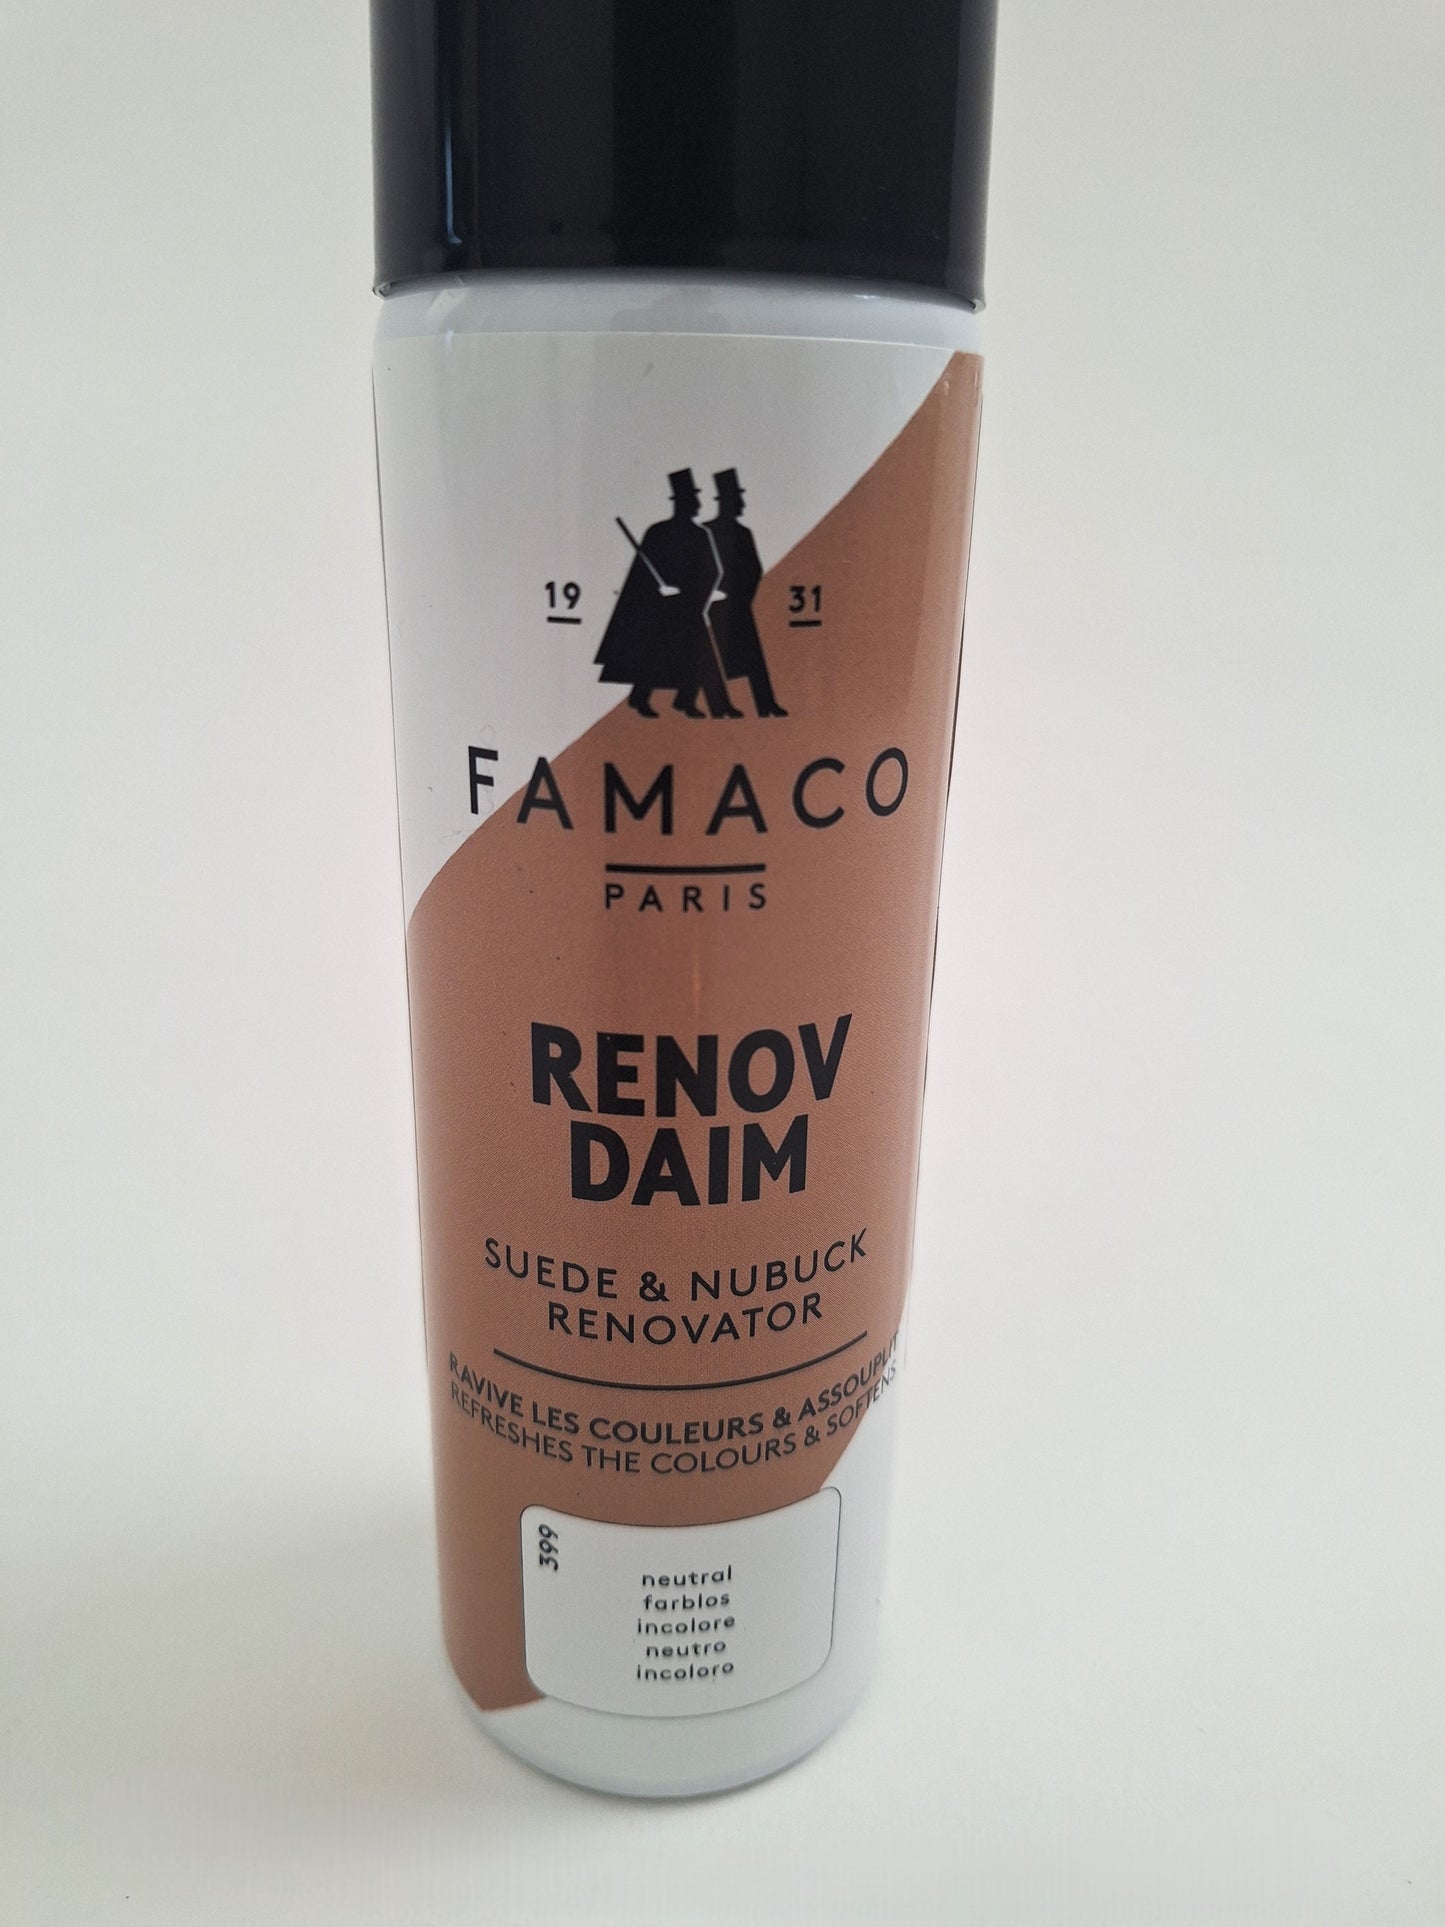 19 31
FAMACO
PARIS
RENOV
DAIM
SUEDE & NUBUCK
RENOVATOR
RAVIVE LES COULEURS & ASSOUPLIT
REFRESHES THE COLOURS & SOFTENS
399
neutral
farblos
incolore
neutro
incoloro